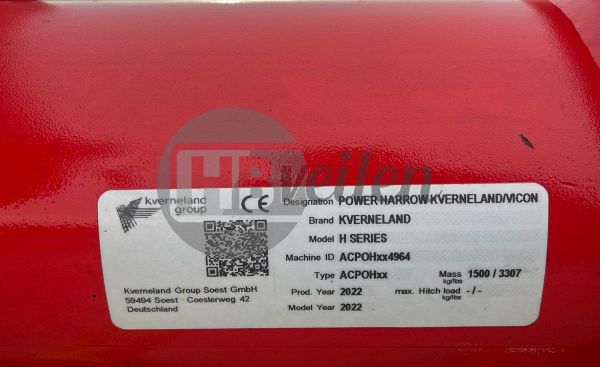 HB veilen
kverneland
group
CE
Kverneland Group Soest GmbH
59494 Soest - Coesterweg 42
Deutschland
Designation POWER HARROW KVERNELAND/VICON
Brand KVERNELAND
Model H SERIES
Machine ID ACPOHxx4964
Type ACPOHxx Mass kg/lbs 1500 / 3307
Prod. Year 2022 max. Hitch load kg/lbs - / -
Model Year 2022